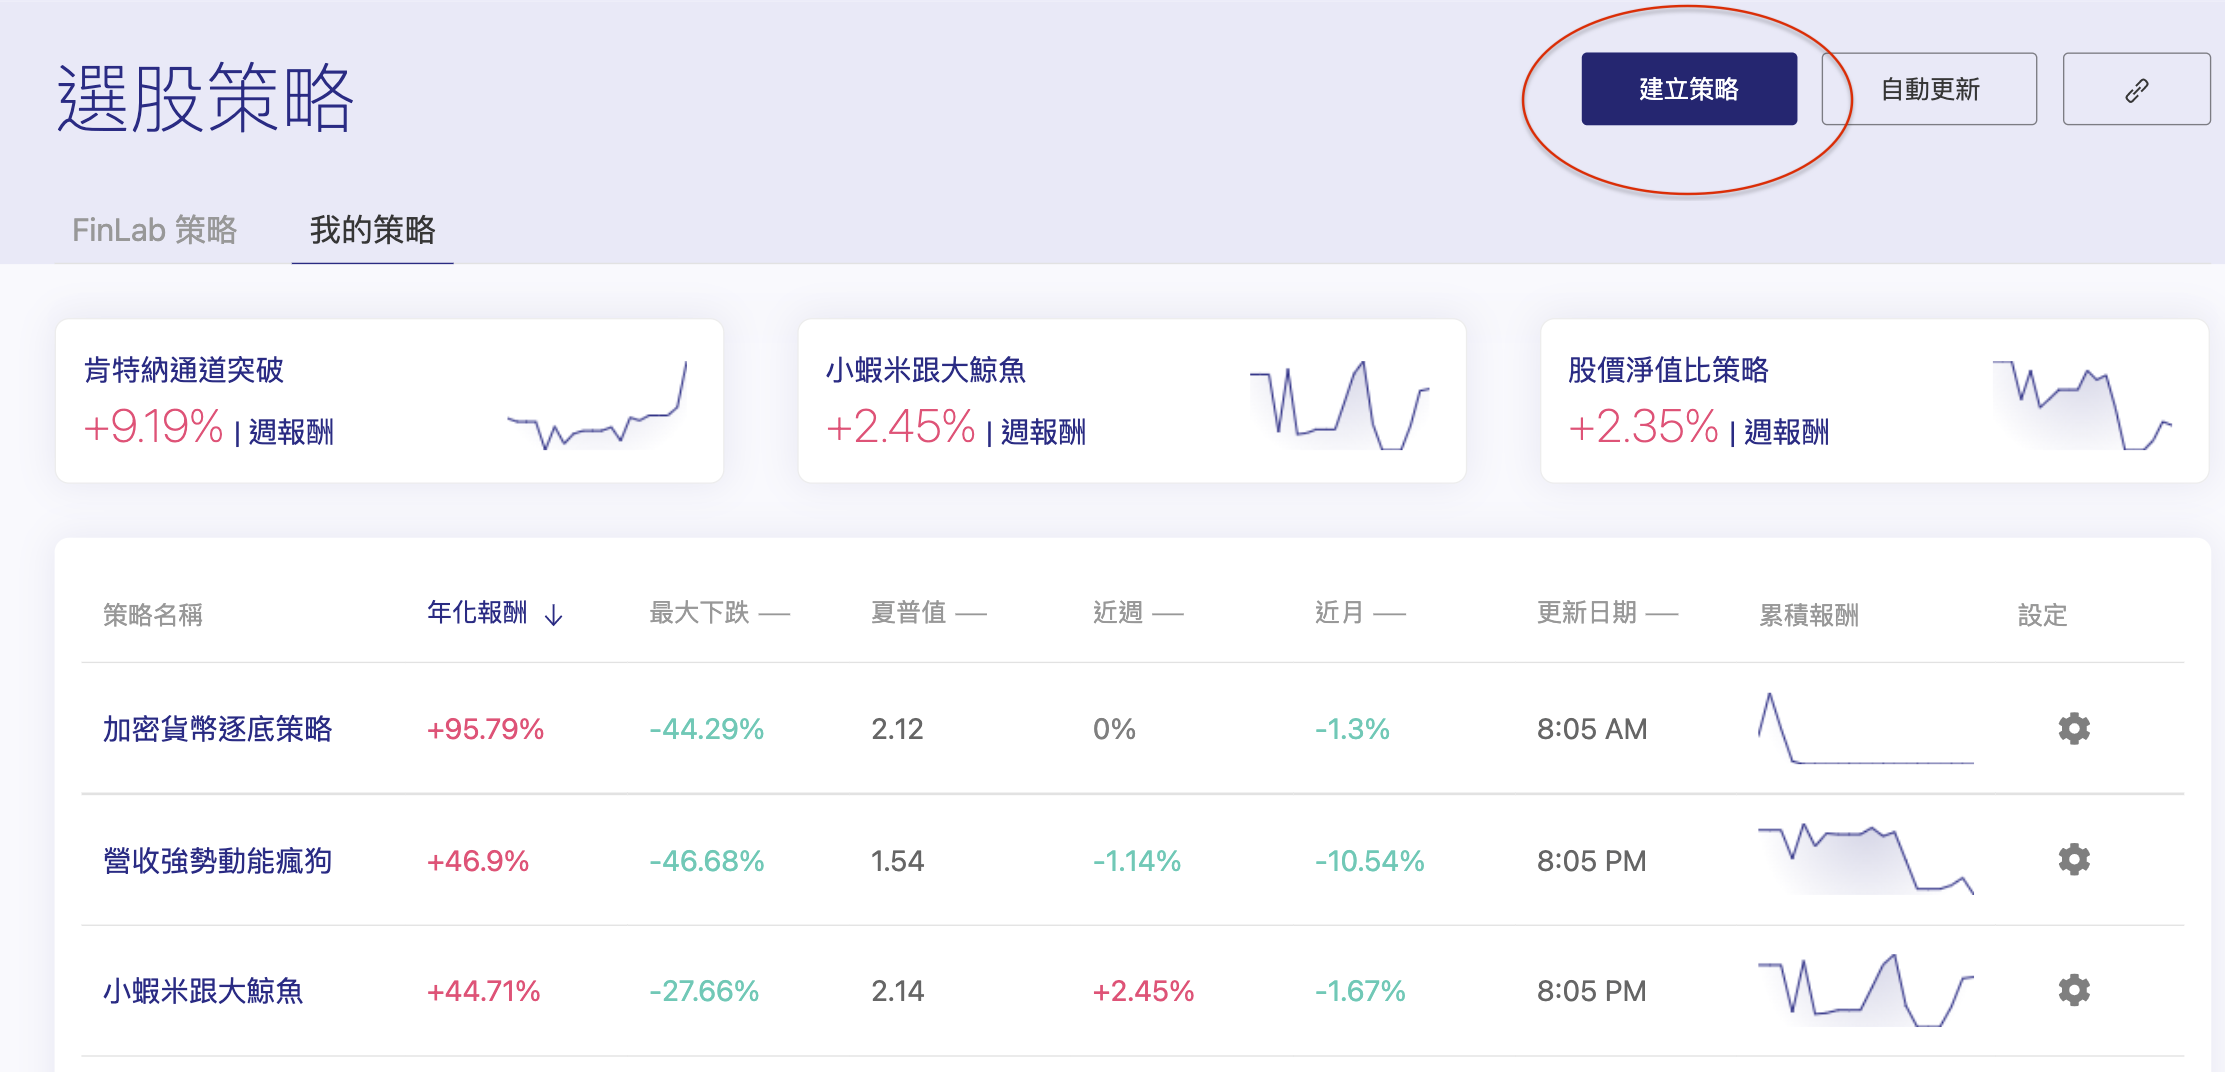 選股策略
建立策略
自動更新
FinLab 策略
我的策略
肯特納通道突破
+9.19% | 週報酬
小蝦米跟大鯨魚
+2.45% | 週報酬
股價淨值比策略
+2.35% | 週報酬
策略名稱 年化報酬 ↓ 最大下跌 — 夏普值 — 近週 — 近月 — 更新日期 — 累積報酬 設定
加密貨幣逐底策略 +95.79% -44.29% 2.12 0% -1.3% 8:05 AM
營收強勢動能瘋狗 +46.9% -46.68% 1.54 -1.14% -10.54% 8:05 PM
小蝦米跟大鯨魚 +44.71% -27.66% 2.14 +2.45% -1.67% 8:05 PM